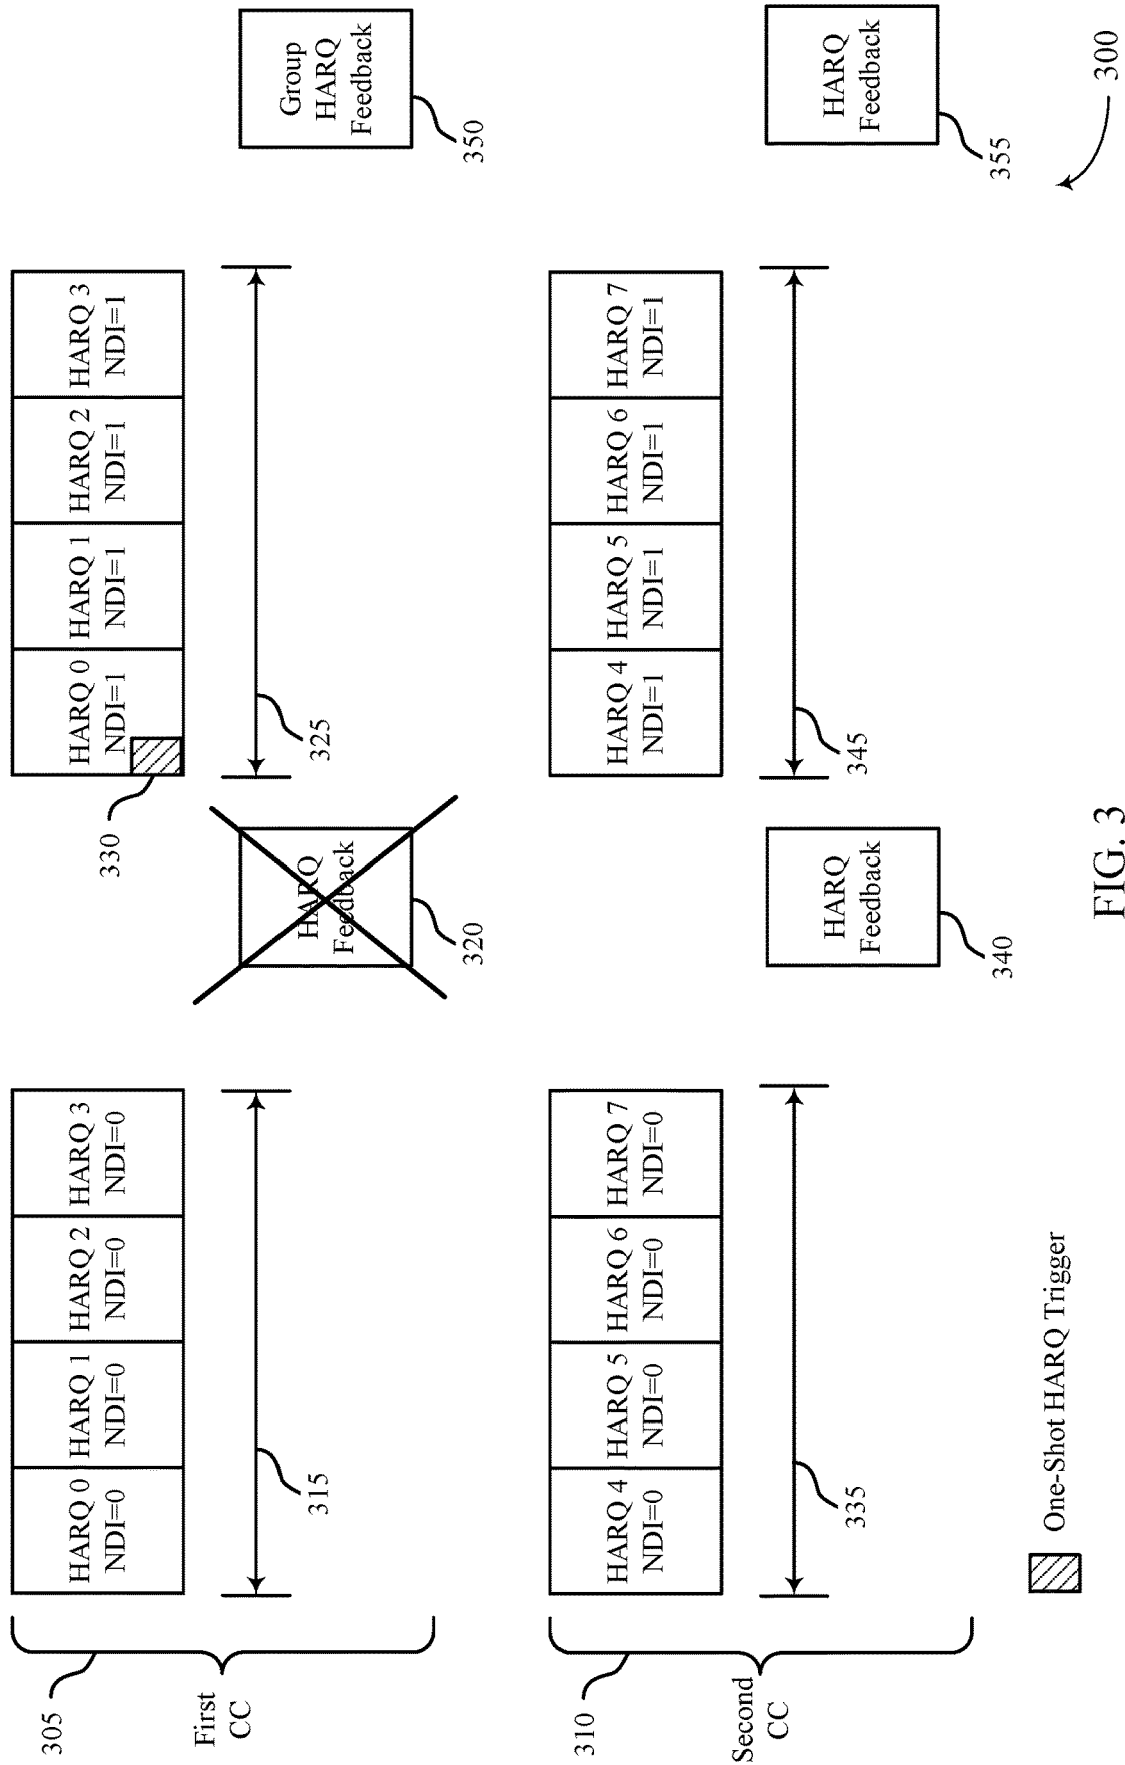 305
First
CC
HARQ 0
NDI=0
HARQ 1
NDI=0
HARQ 2
NDI=0
HARQ 3
NDI=0
315
HARQ
Feedback
320
330
HARQ 0
NDI=1
HARQ 1
NDI=1
HARQ 2
NDI=1
HARQ 3
NDI=1
325
Group
HARQ
Feedback
350
310
Second
CC
HARQ 4
NDI=0
HARQ 5
NDI=0
HARQ 6
NDI=0
HARQ 7
NDI=0
335
HARQ
Feedback
340
HARQ 4
NDI=1
HARQ 5
NDI=1
HARQ 6
NDI=1
HARQ 7
NDI=1
345
HARQ
Feedback
355
One-Shot HARQ Trigger
300
FIG. 3